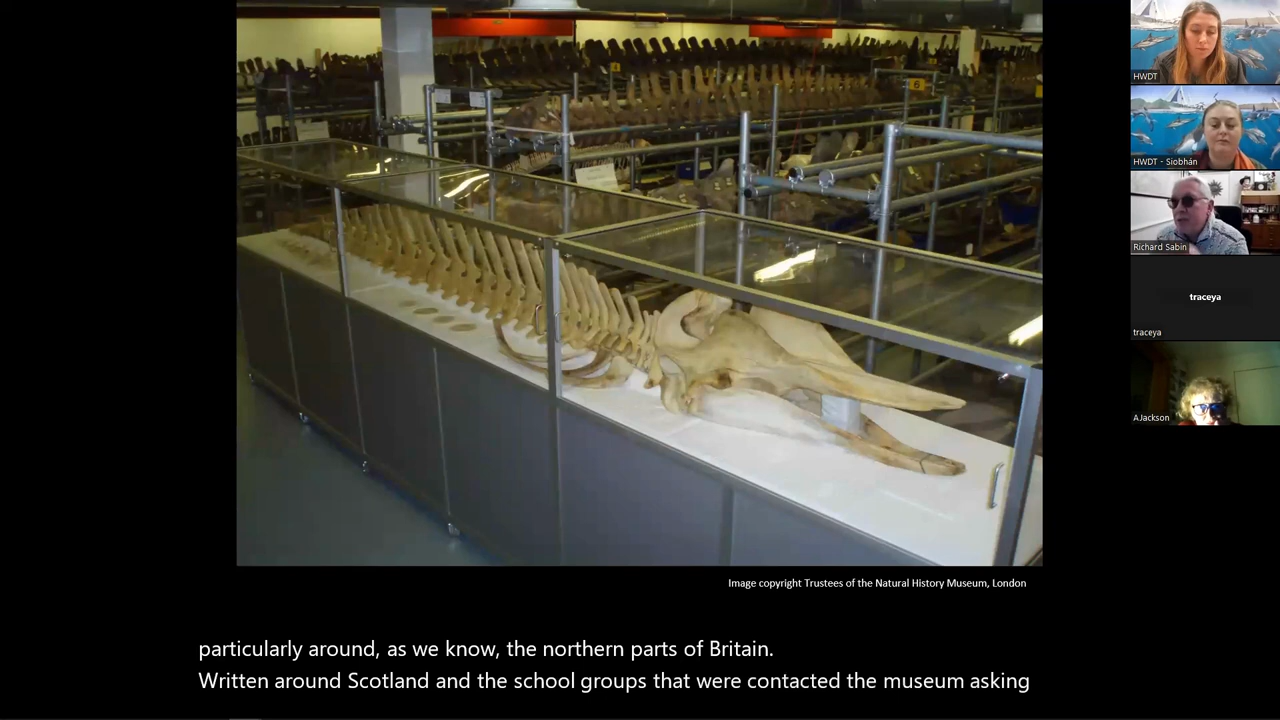 HWDT
HWDT - Siobhán
Richard Sabin
traceya
traceya
AJackson
6
Image copyright Trustees of the Natural History Museum, London
particularly around, as we know, the northern parts of Britain.
Written around Scotland and the school groups that were contacted the museum asking